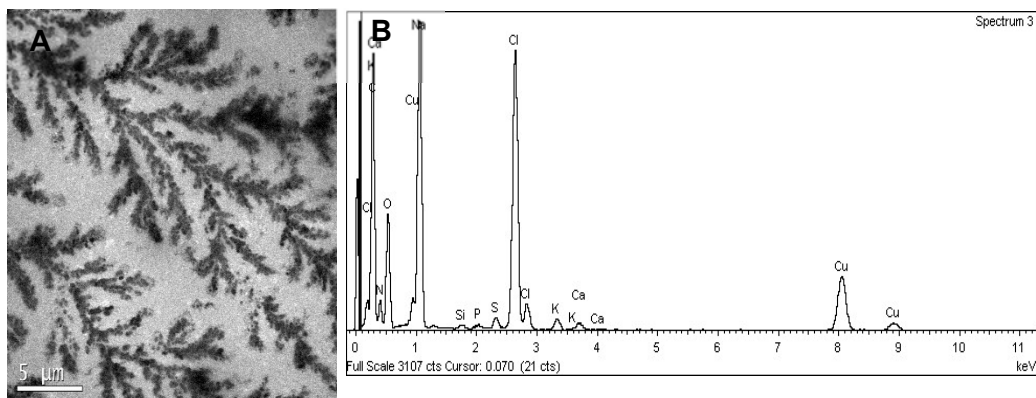 A
5 µm
B
Spectrum 3
Na
Ca
K
C
Cu
Cl
O
N
Cl
Si
P
S
Cl
K
K
Ca
Ca
Cu
Cu
0 1 2 3 4 5 6 7 8 9 10 11
Full Scale 3107 cts Cursor: 0.070 (21 cts)
keV